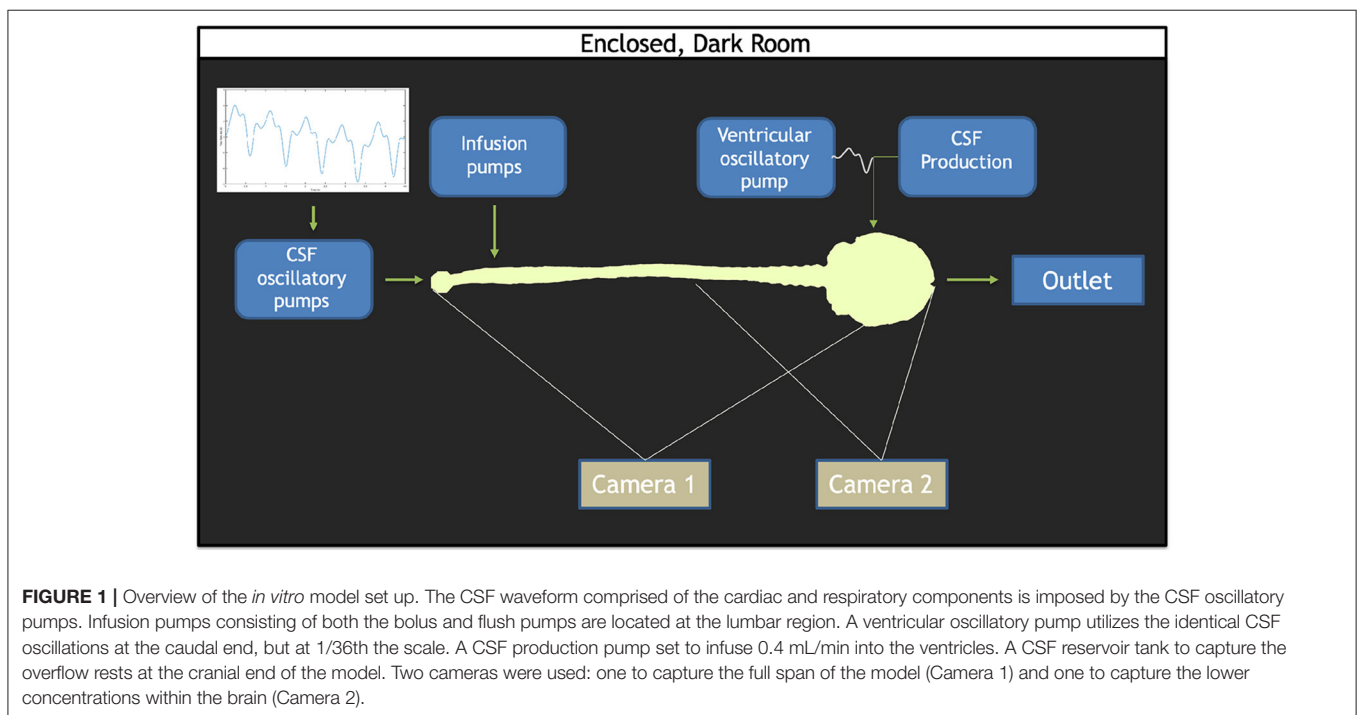 Enclosed, Dark Room
Infusion
pumps
Ventricular
oscillatory
pump
CSF
Production
CSF
oscillatory
pumps
Outlet
Camera 1
Camera 2
FIGURE 1 | Overview of the in vitro model set up. The CSF waveform comprised of the cardiac and respiratory components is imposed by the CSF oscillatory
pumps. Infusion pumps consisting of both the bolus and flush pumps are located at the lumbar region. A ventricular oscillatory pump utilizes the identical CSF
oscillations at the caudal end, but at 1/36th the scale. A CSF production pump set to infuse 0.4 mL/min into the ventricles. A CSF reservoir tank to capture the
overflow rests at the cranial end of the model. Two cameras were used: one to capture the full span of the model (Camera 1) and one to capture the lower
concentrations within the brain (Camera 2).